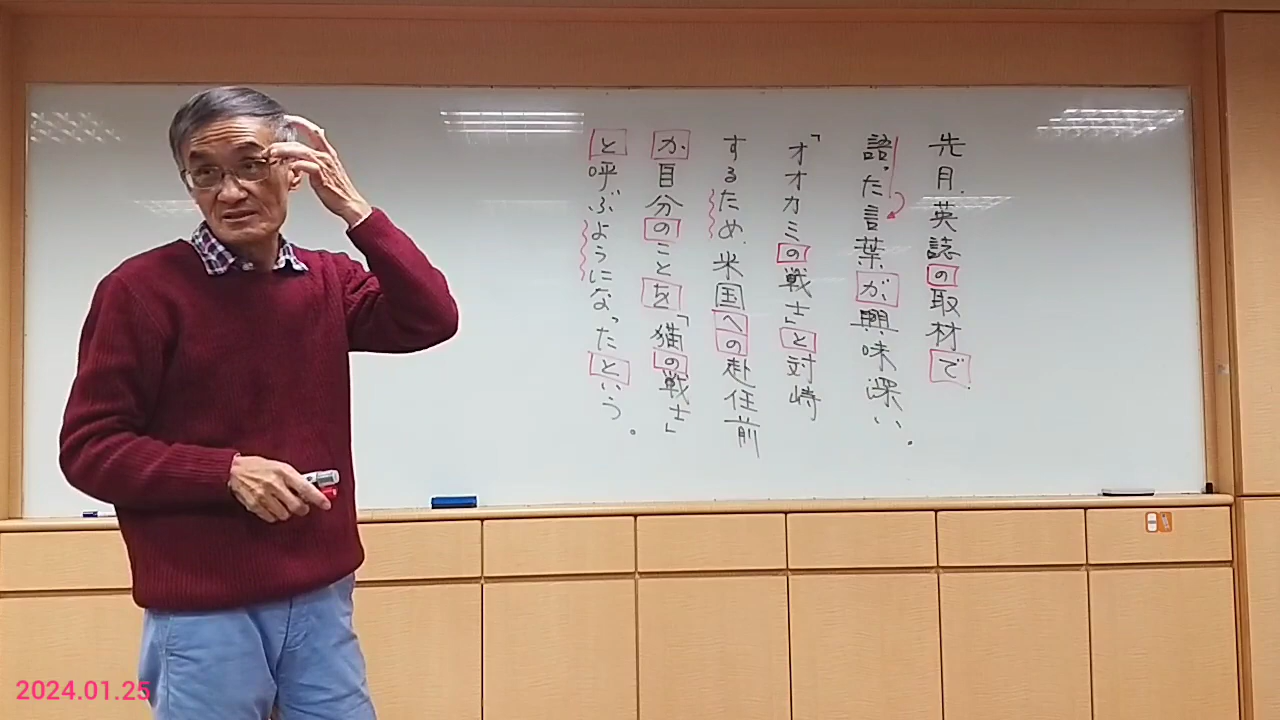 先月、英誌の取材で、
語った言葉が、興味深い。
「オオカミの戦士」と対峙
するため、米国への赴任前
か自分のことを「猫の戦士」
と呼ぶようになったという。
2024.01.25